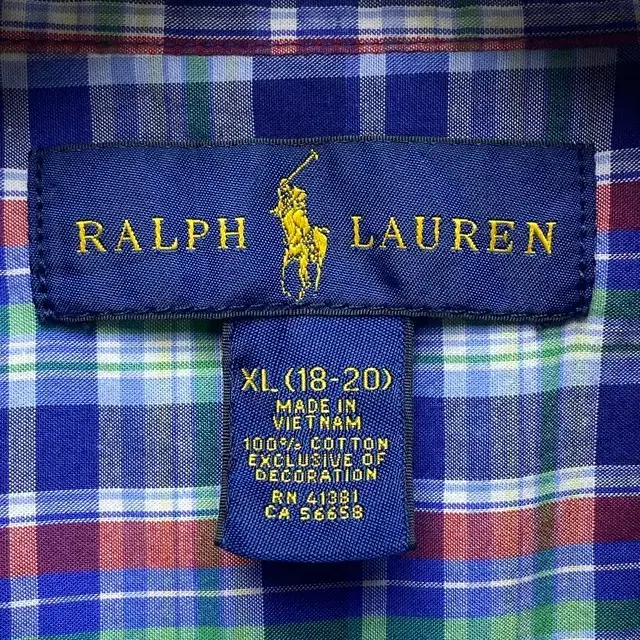 RALPH LAUREN
XL (18-20)
MADE IN
VIETNAM
100% COTTON
EXCLUSIVE OF
DECORATION
RN 41381
CA 56658